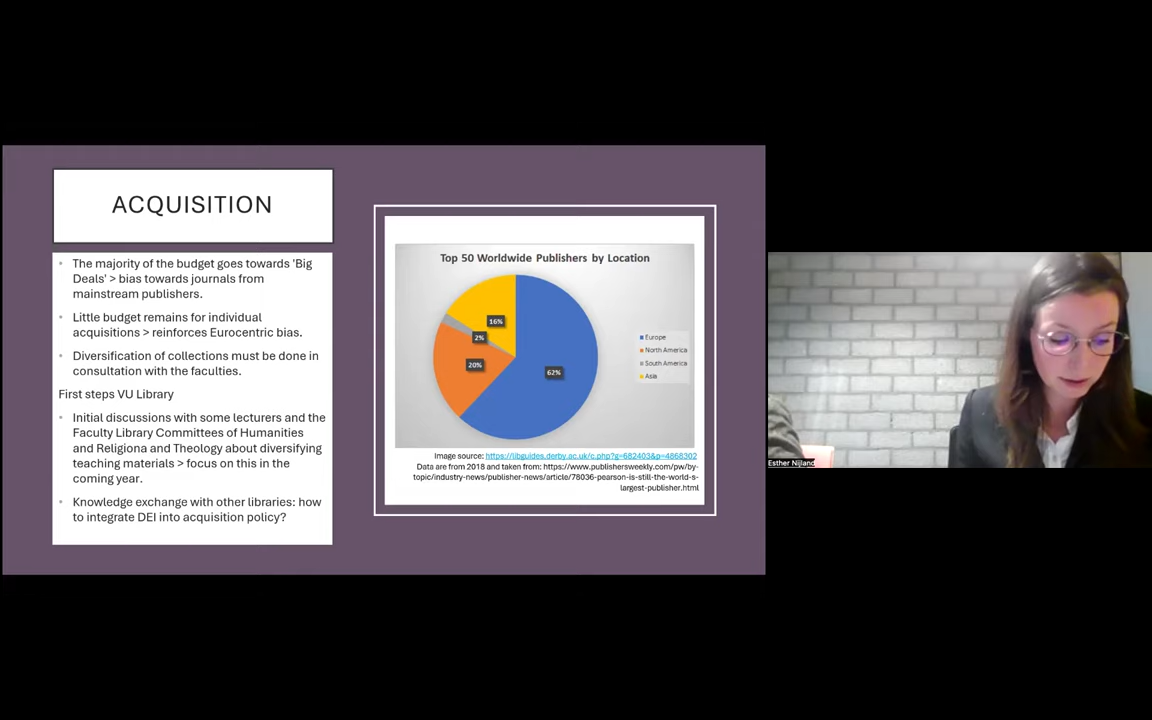 ACQUISITION
• The majority of the budget goes towards 'Big
Deals' > bias towards journals from
mainstream publishers.
• Little budget remains for individual
acquisitions > reinforces Eurocentric bias.
• Diversification of collections must be done in
consultation with the faculties.
First steps VU Library
• Initial discussions with some lecturers and the
Faculty Library Committees of Humanities
and Religiona and Theology about diversifying
teaching materials > focus on this in the
coming year.
• Knowledge exchange with other libraries: how
to integrate DEI into acquisition policy?
Top 50 Worldwide Publishers by Location
16%
2%
20%
62%
Europe
North America
South America
Asia
Image source: https://libguides.derby.ac.uk/c.php?g=682403&p=4868302
Data are from 2018 and taken from: https://www.publishersweekly.com/pw/by-
topic/industry-news/publisher-news/article/78036-pearson-is-still-the-world-s-
largest-publisher.html
Esther Nijland